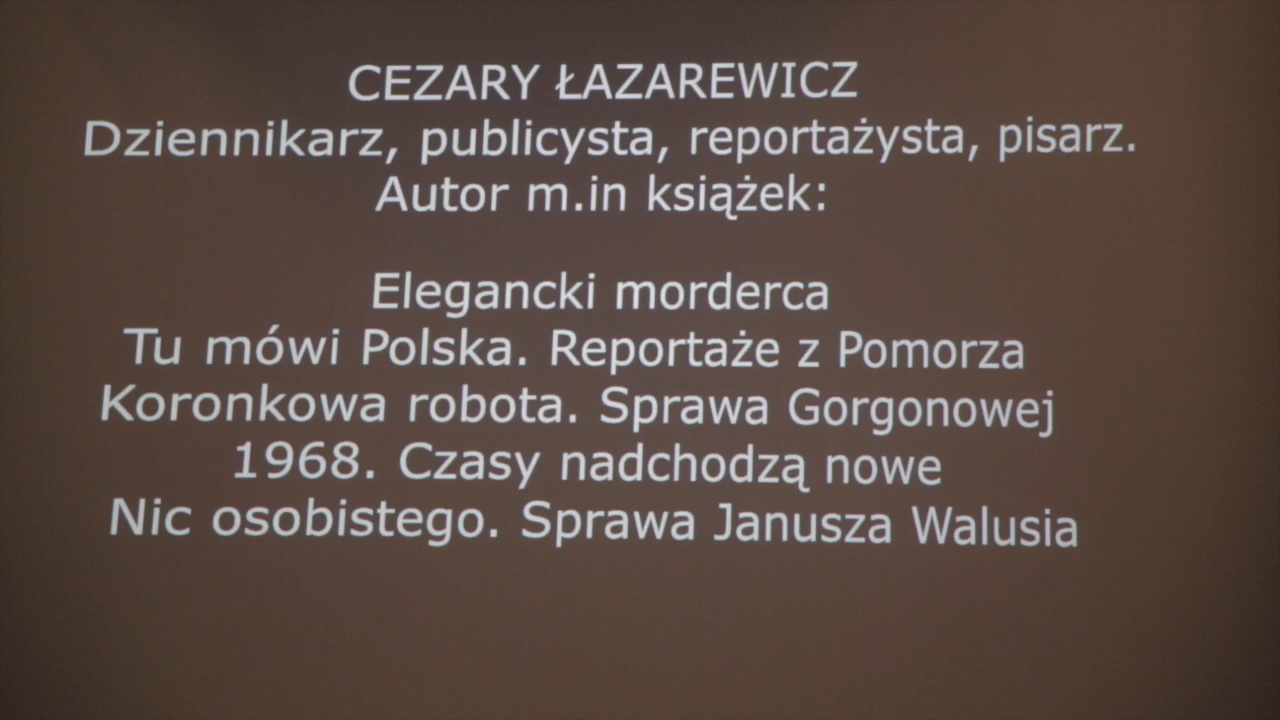 CEZARY ŁAZAREWICZ
Dziennikarz, publicysta, reportażysta, pisarz.
Autor m.in książek:
Elegancki morderca
Tu mówi Polska. Reportaże z Pomorza
Koronkowa robota. Sprawa Gorgonowej
1968. Czasy nadchodzą nowe
Nic osobistego. Sprawa Janusza Walusia